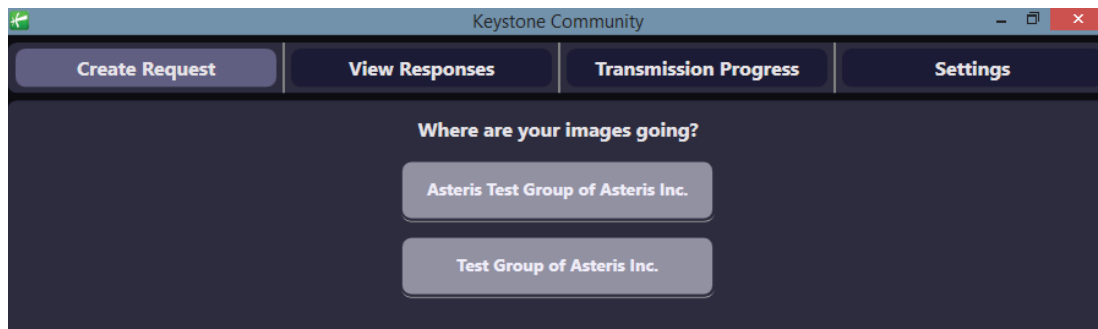 Keystone Community
Create Request
View Responses
Transmission Progress
Settings
Where are your images going?
Asteris Test Group of Asteris Inc.
Test Group of Asteris Inc.